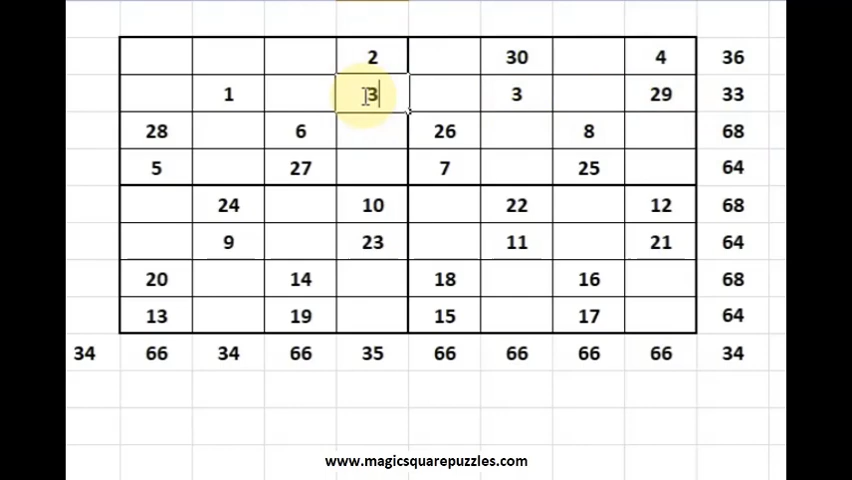 2 30 4 36
1 3 3 29 33
28 6 26 8 68
5 27 7 25 64
24 10 22 12 68
9 23 11 21 64
20 14 18 16 68
13 19 15 17 64
34 66 34 66 35 66 66 66 66 34
www.magicsquarepuzzles.com